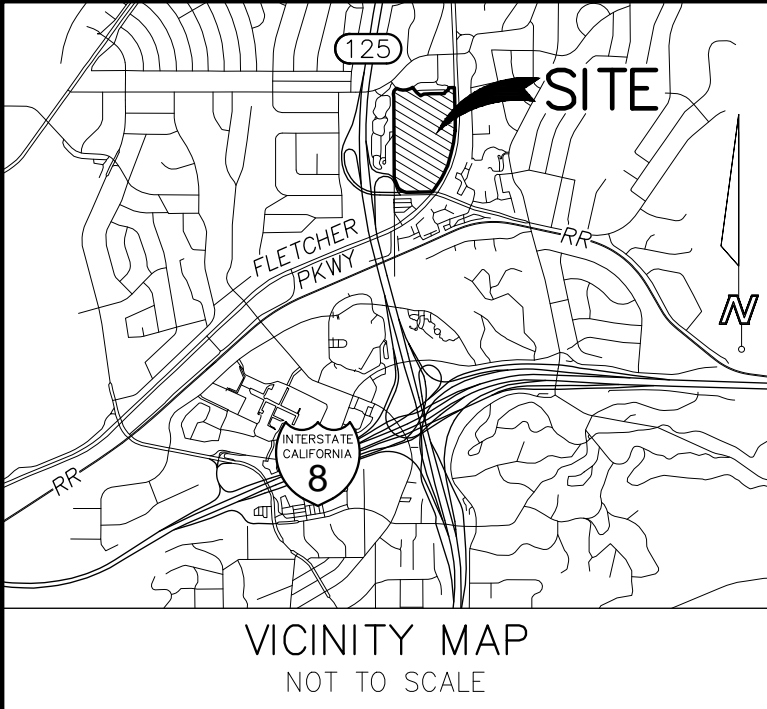 125
SITE
FLETCHER
PKWY
RR
N
INTERSTATE
CALIFORNIA
8
RR
VICINITY MAP
NOT TO SCALE